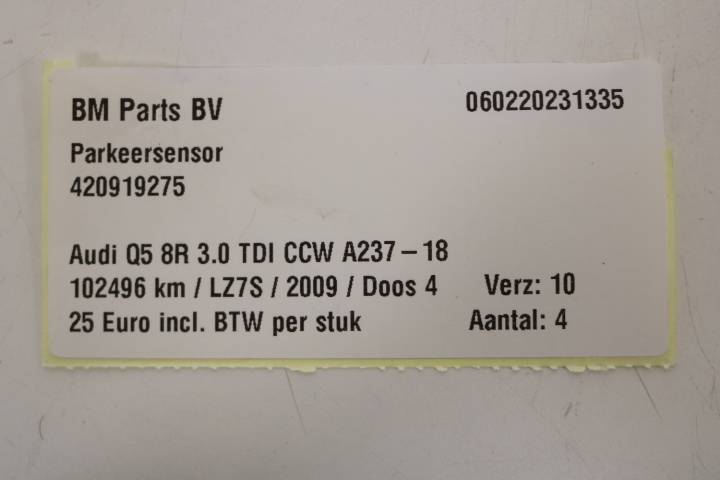 BM Parts BV 060220231335
Parkeersensor
420919275
Audi Q5 8R 3.0 TDI CCW A237 – 18
102496 km / LZ7S / 2009 / Doos 4 Verz: 10
25 Euro incl. BTW per stuk Aantal: 4